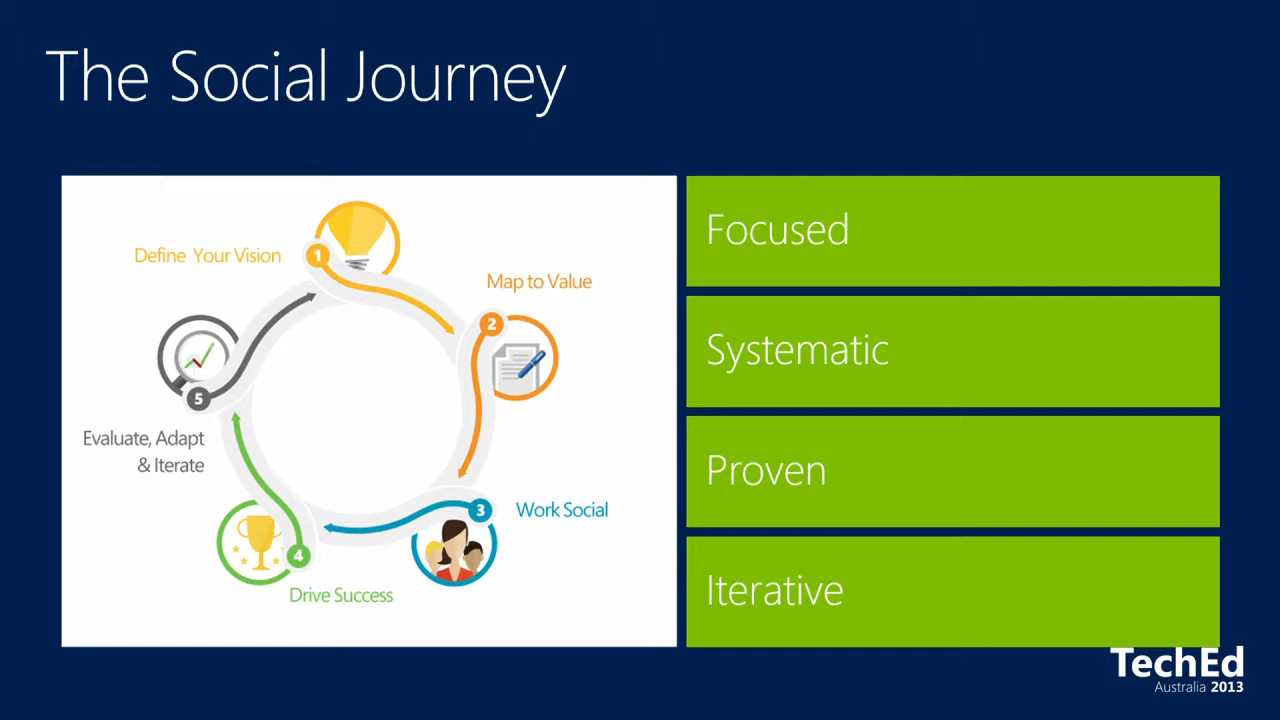 The Social Journey
Define Your Vision
1
Map to Value
2
3
Work Social
4
Drive Success
5
Evaluate, Adapt
& Iterate
Focused
Systematic
Proven
Iterative
TechEd
Australia 2013